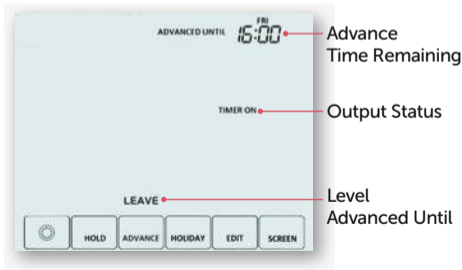 FRI
ADVANCED UNTIL 16:00
Advance
Time Remaining
TIMER ON
Output Status
LEAVE
Level
Advanced Until
HOLD ADVANCE HOLIDAY EDIT SCREEN